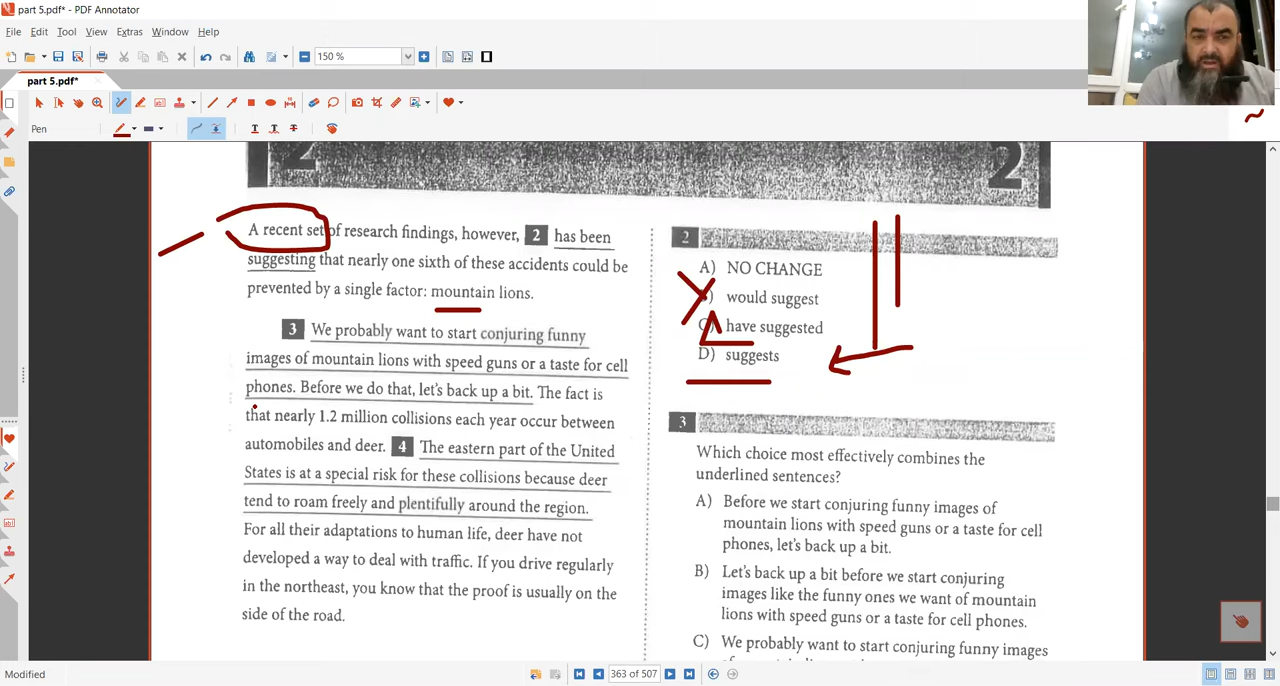 part 5.pdf* - PDF Annotator
File Edit Tool View Extras Window Help
150 %
part 5.pdf*
Pen
2
2
A recent set of research findings, however, 2 has been
suggesting that nearly one sixth of these accidents could be
prevented by a single factor: mountain lions.
3 We probably want to start conjuring funny
images of mountain lions with speed guns or a taste for cell
phones. Before we do that, let's back up a bit. The fact is
that nearly 1.2 million collisions each year occur between
automobiles and deer. 4 The eastern part of the United
States is at a special risk for these collisions because deer
tend to roam freely and plentifully around the region.
For all their adaptations to human life, deer have not
developed a way to deal with traffic. If you drive regularly
in the northeast, you know that the proof is usually on the
side of the road.
2
A) NO CHANGE
B) would suggest
C) have suggested
D) suggests
3
Which choice most effectively combines the
underlined sentences?
A) Before we start conjuring funny images of
mountain lions with speed guns or a taste for cell
phones, let's back up a bit.
B) Let's back up a bit before we start conjuring
images like the funny ones we want of mountain
lions with speed guns or a taste for cell phones.
C) We probably want to start conjuring funny images
Modified
363 of 507